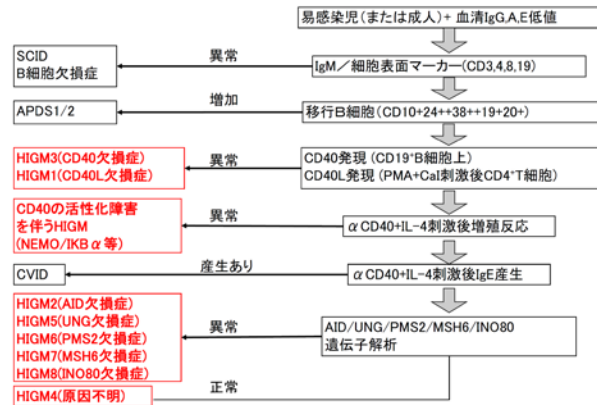 易感染児(または成人)+ 血清IgG,A,E低値
異常
SCID
B細胞欠損症
IgM／細胞表面マーカー(CD3,4,8,19)
増加
APDS1/2
移行B細胞(CD10+24++38++19+20+)
HIGM3(CD40欠損症)
HIGM1(CD40L欠損症)
異常
CD40発現 (CD19⁺B細胞上)
CD40L発現 (PMA+CaI刺激後CD4⁺T細胞)
CD40の活性化障害
を伴うHIGM
(NEMO/IKBα等)
異常
αCD40+IL-4刺激後増殖反応
産生あり
CVID
αCD40+IL-4刺激後IgE産生
HIGM2(AID欠損症)
HIGM5(UNG欠損症)
HIGM6(PMS2欠損症)
HIGM7(MSH6欠損症)
HIGM8(INO80欠損症)
異常
AID/UNG/PMS2/MSH6/INO80
遺伝子解析
正常
HIGM4(原因不明)